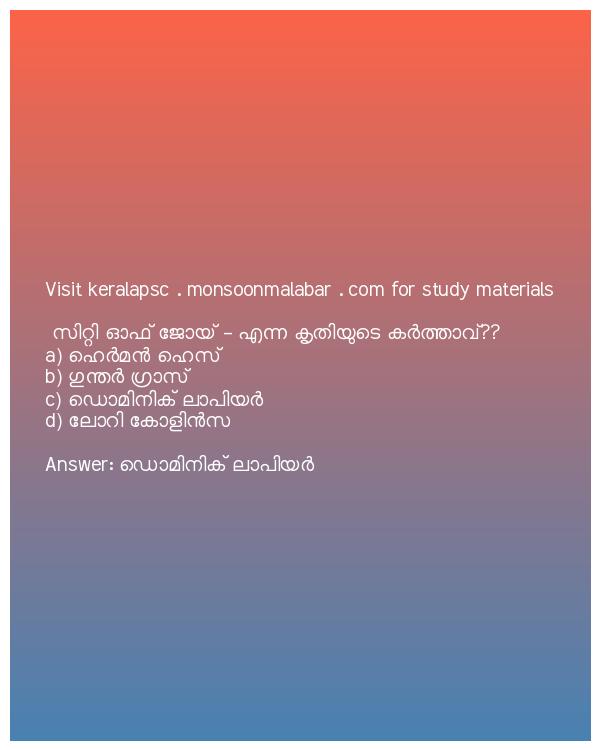 Visit keralapsc . monsoonmalabar . com for study materials
സിറ്റി ഓഫ് ജോയ് - എന്ന കൃതിയുടെ കർത്താവ്??
a) ഹെർമൻ ഹെസ്
b) ഗുന്തർ ഗ്രാസ്
c) ഡൊമിനിക് ലാപിയർ
d) ലോറി കോളിൻസ
Answer: ഡൊമിനിക് ലാപിയർ